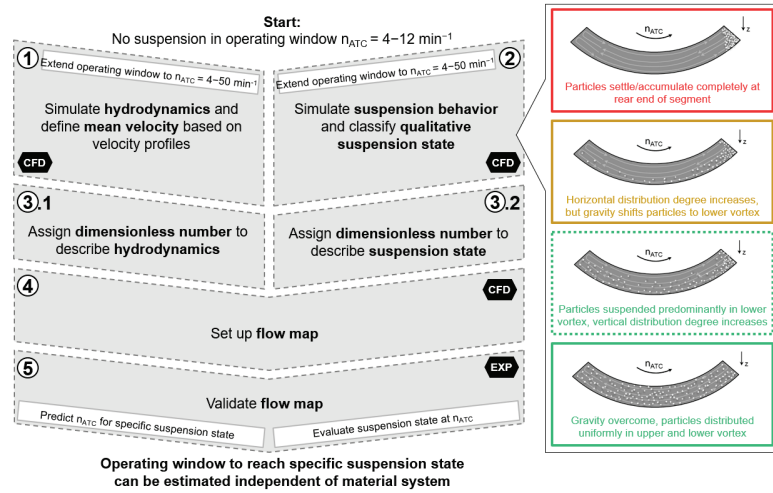 Start:
No suspension in operating window nATC = 4−12 min⁻¹
1
Extend operating window to nATC = 4−50 min⁻¹
Simulate hydrodynamics and
define mean velocity based on
velocity profiles
CFD
2
Extend operating window to nATC = 4−50 min⁻¹
Simulate suspension behavior
and classify qualitative
suspension state
CFD
3.1
Assign dimensionless number to
describe hydrodynamics
3.2
Assign dimensionless number to
describe suspension state
4
CFD
Set up flow map
5
EXP
Validate flow map
Predict nATC for specific suspension state
Evaluate suspension state at nATC
Operating window to reach specific suspension state
can be estimated independent of material system
nATC
z
Particles settle/accumulate completely at
rear end of segment
nATC
z
Horizontal distribution degree increases,
but gravity shifts particles to lower vortex
nATC
z
Particles suspended predominantly in lower
vortex, vertical distribution degree increases
nATC
z
Gravity overcome, particles distributed
uniformly in upper and lower vortex